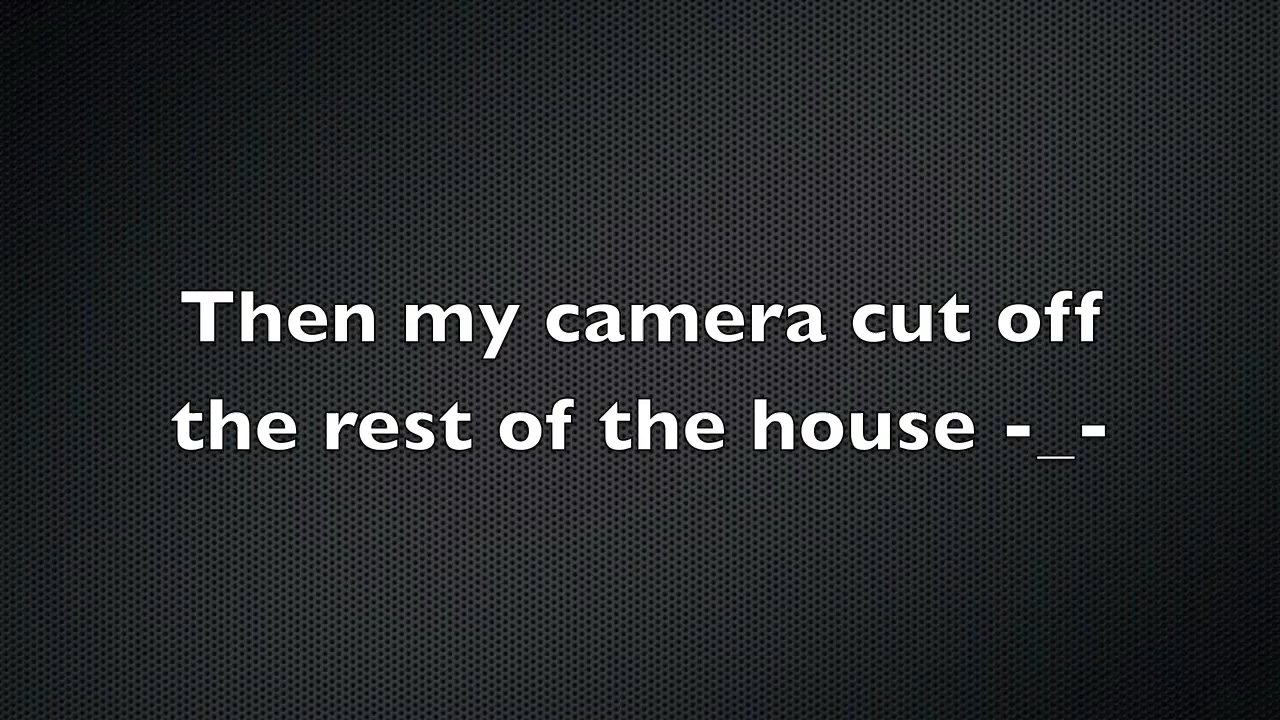 Then my camera cut off
the rest of the house -_-